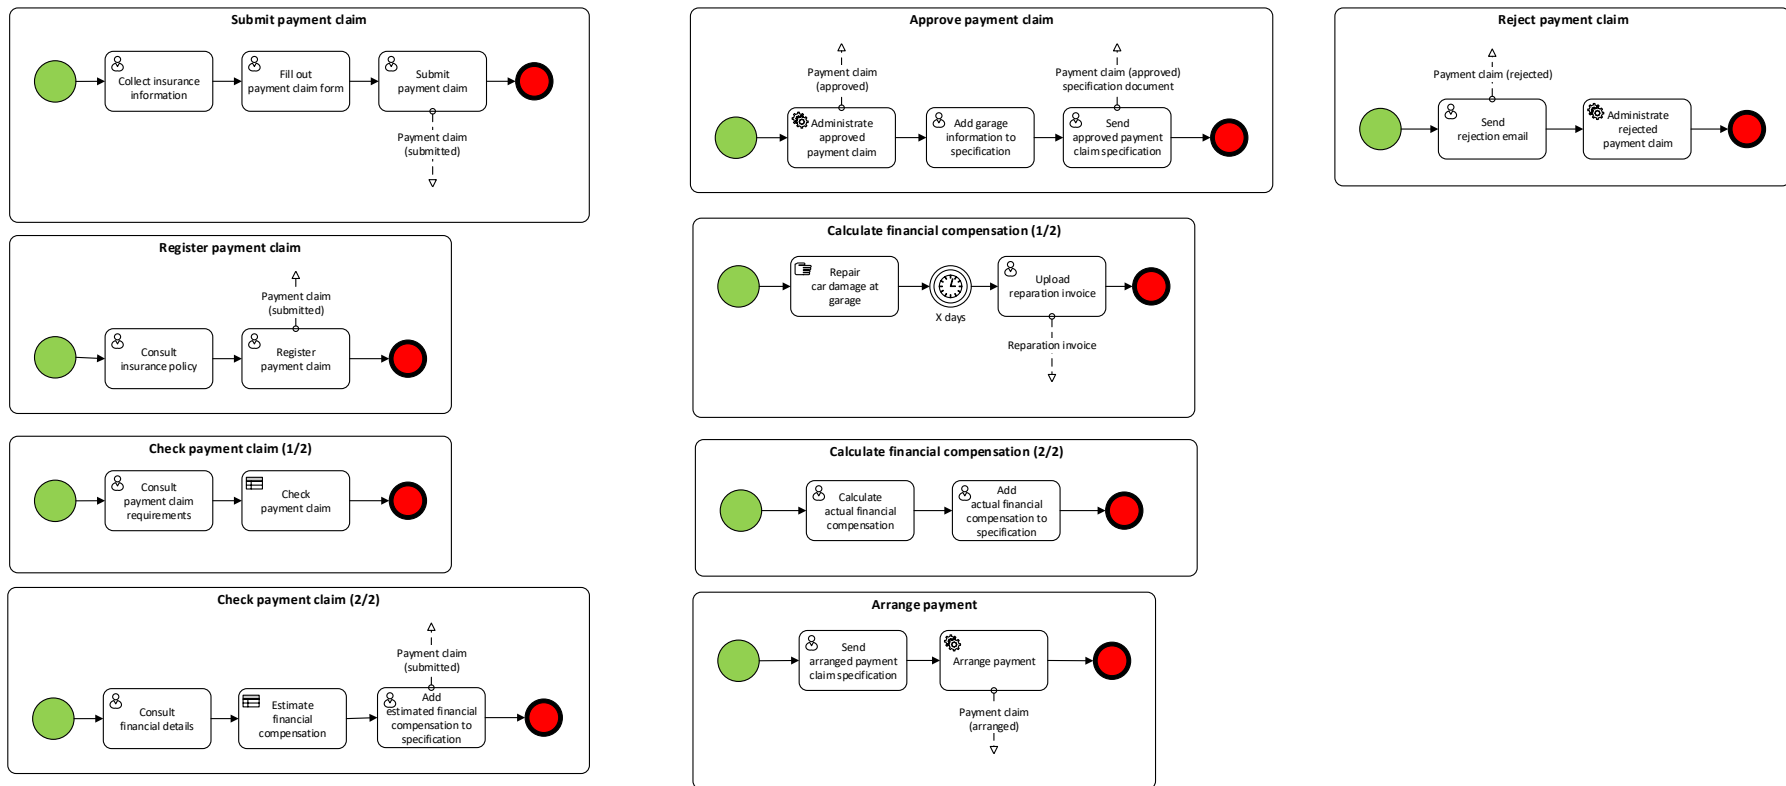 Submit payment claim
Collect insurance
information
Fill out
payment claim form
Submit
payment claim
Payment claim
(submitted)
Register payment claim
Payment claim
(submitted)
Consult
insurance policy
Register
payment claim
Check payment claim (1/2)
Consult
payment claim
requirements
Check
payment claim
Check payment claim (2/2)
Payment claim
(submitted)
Consult
financial details
Estimate
financial
compensation
Add
estimated financial
compensation to
specification
Approve payment claim
Payment claim
(approved)
Payment claim (approved)
specification document
Administrate
approved
payment claim
Add garage
information to
specification
Send
approved payment
claim specification
Calculate financial compensation (1/2)
Repair
car damage at
garage
X days
Upload
reparation invoice
Reparation invoice
Calculate financial compensation (2/2)
Calculate
actual financial
compensation
Add
actual financial
compensation to
specification
Arrange payment
Send
arranged payment
claim specification
Arrange payment
Payment claim
(arranged)
Reject payment claim
Payment claim (rejected)
Send
rejection email
Administrate
rejected
payment claim